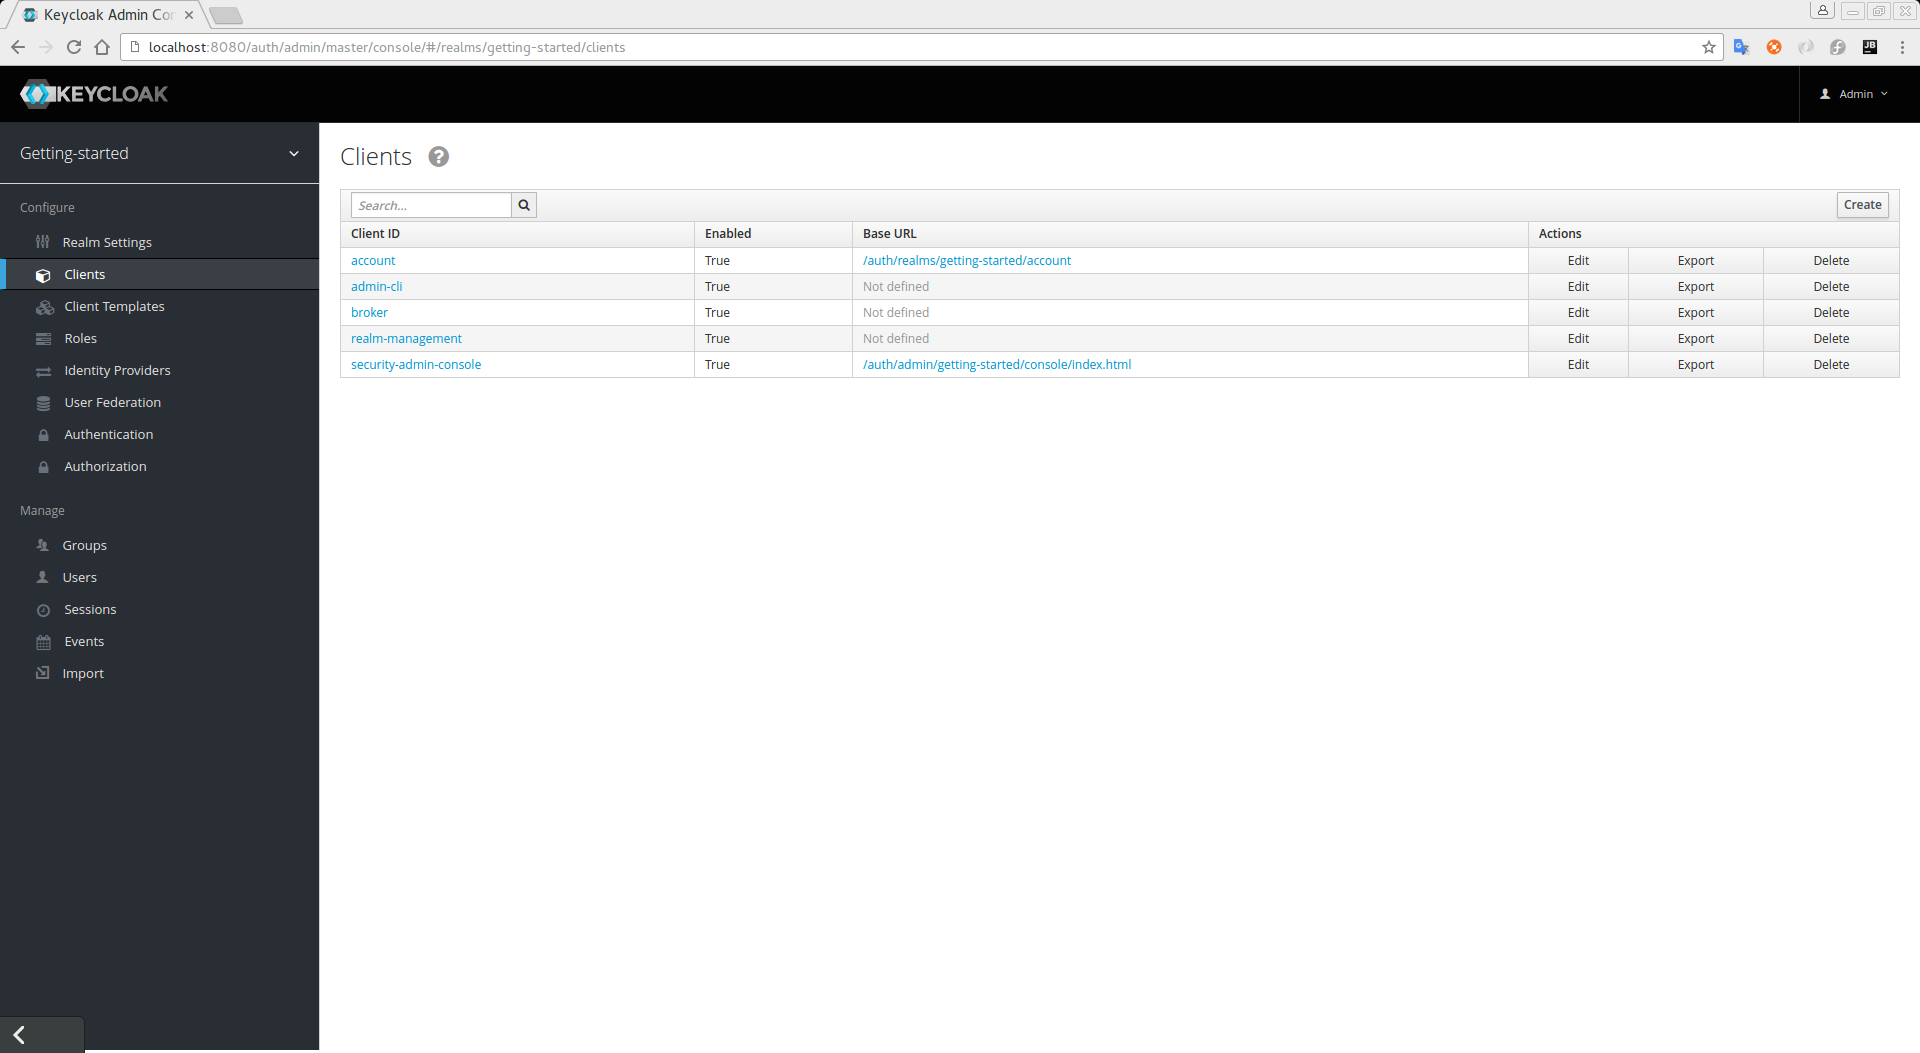 Keycloak Admin Co
localhost:8080/auth/admin/master/console/#/realms/getting-started/clients
JB
KEYCLOAK
Admin
Getting-started
Configure
Realm Settings
Clients
Client Templates
Roles
Identity Providers
User Federation
Authentication
Authorization
Manage
Groups
Users
Sessions
Events
Import
Clients ?
Search...
Create
Client ID Enabled Base URL Actions
account True /auth/realms/getting-started/account Edit Export Delete
admin-cli True Not defined Edit Export Delete
broker True Not defined Edit Export Delete
realm-management True Not defined Edit Export Delete
security-admin-console True /auth/admin/getting-started/console/index.html Edit Export Delete